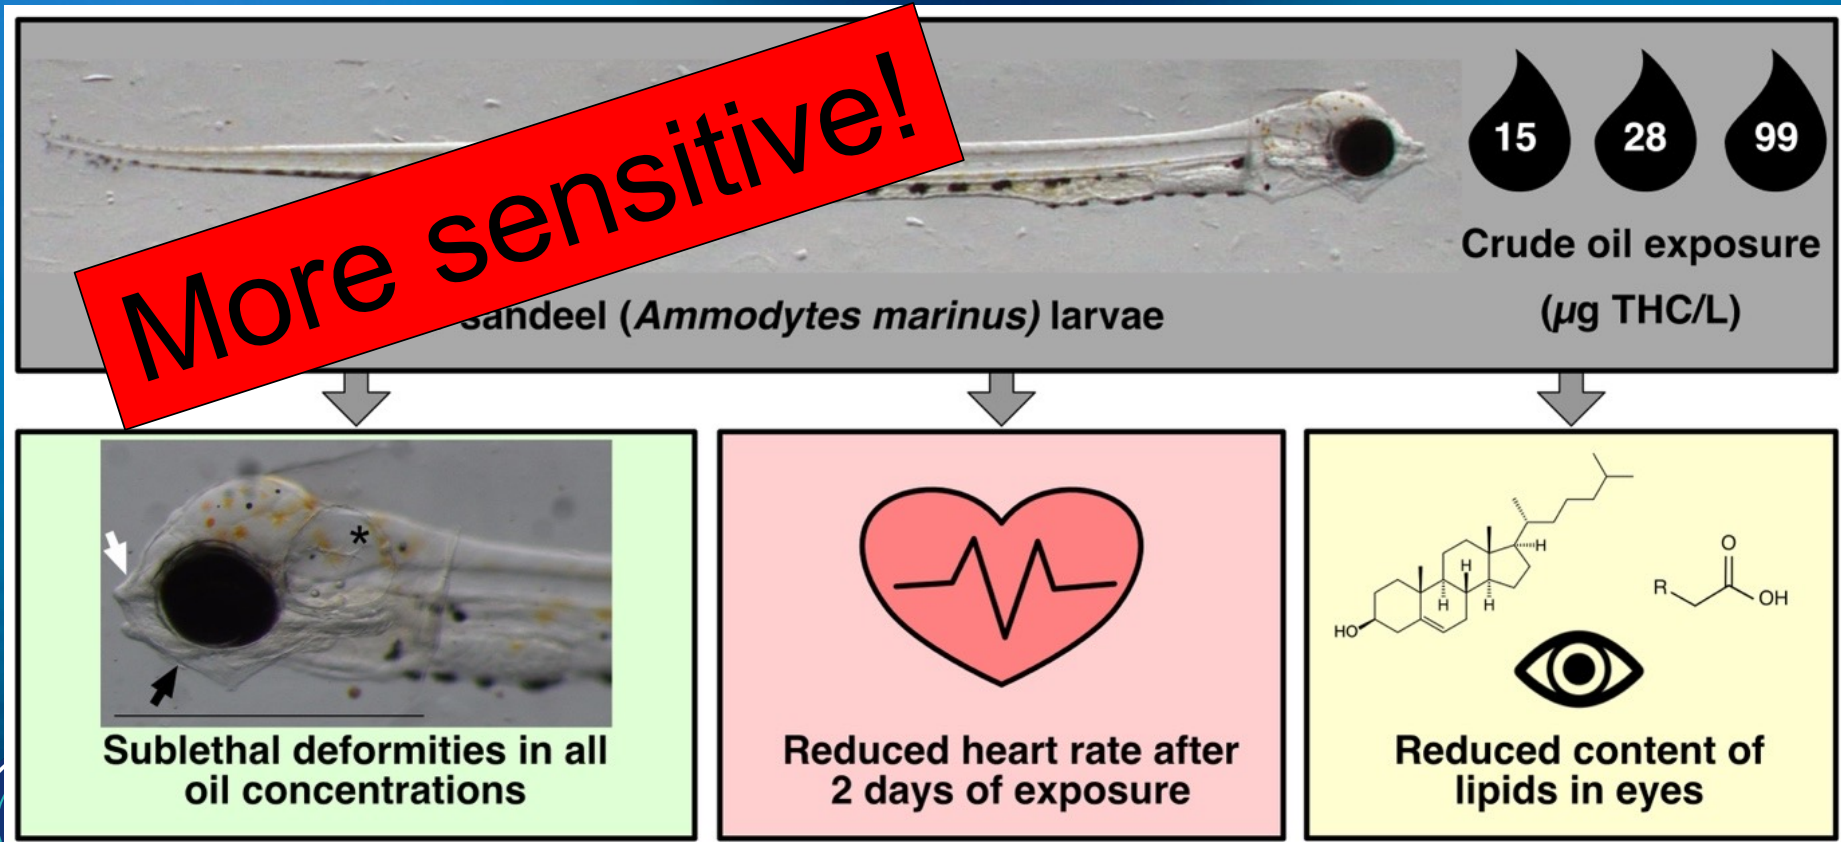 More sensitive!
15 28 99
Crude oil exposure
(µg THC/L)
sandeel (Ammodytes marinus) larvae
*
Sublethal deformities in all
oil concentrations
Reduced heart rate after
2 days of exposure
H
H
H
H
HO
O
R
OH
Reduced content of
lipids in eyes